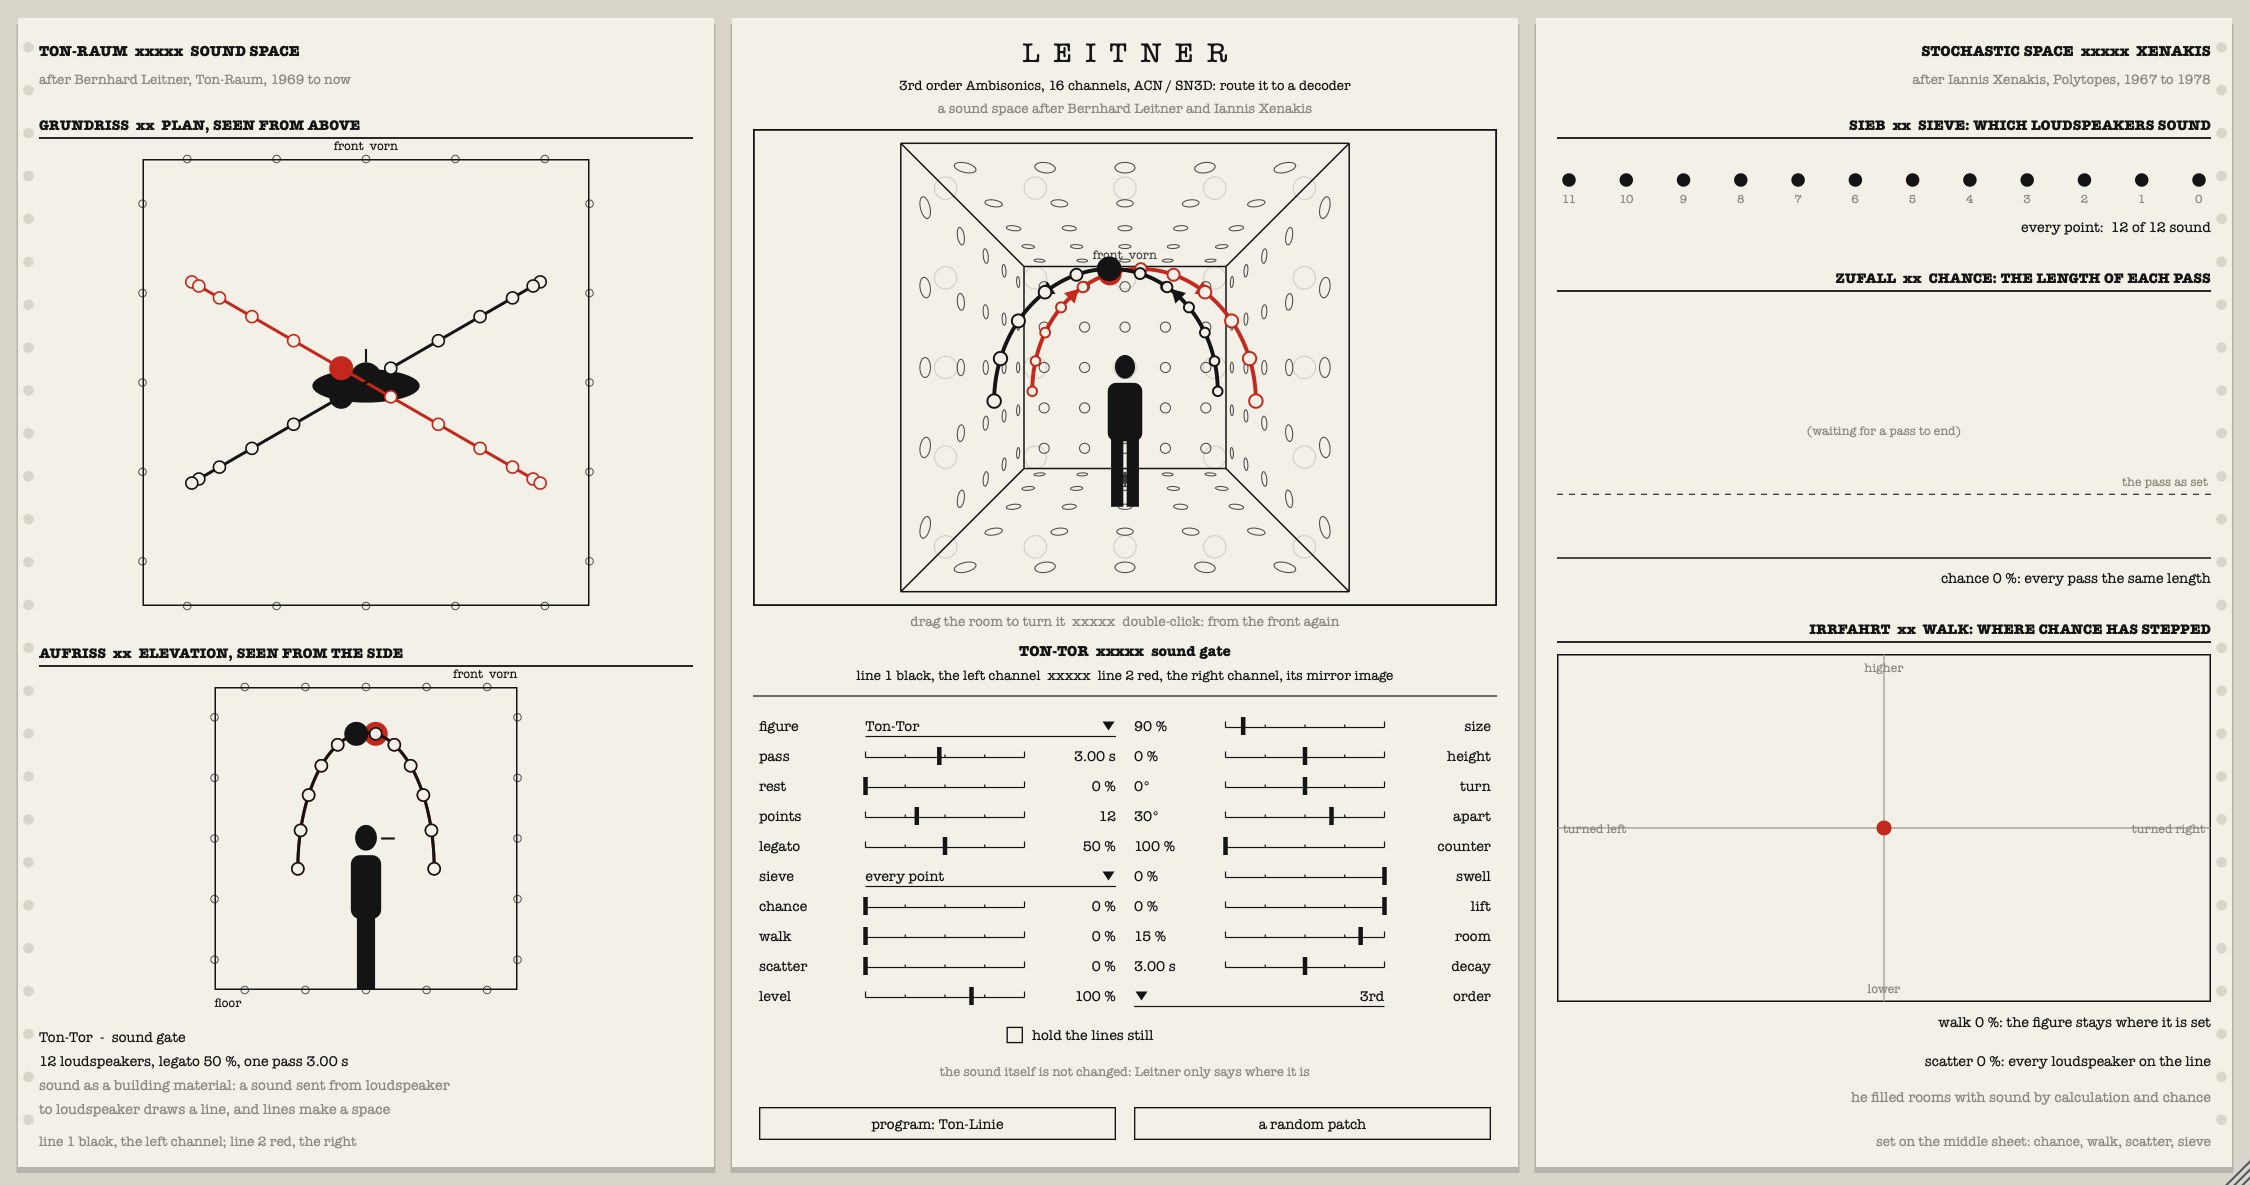 TON-RAUM xxxxx SOUND SPACE
after Bernhard Leitner, Ton-Raum, 1969 to now
GRUNDRISS xx PLAN, SEEN FROM ABOVE
front vorn
AUFRISS xx ELEVATION, SEEN FROM THE SIDE
front vorn
floor
Ton-Tor - sound gate
12 loudspeakers, legato 50 %, one pass 3.00 s
sound as a building material: a sound sent from loudspeaker
to loudspeaker draws a line, and lines make a space
line 1 black, the left channel; line 2 red, the right
LEITNER
3rd order Ambisonics, 16 channels, ACN / SN3D: route it to a decoder
a sound space after Bernhard Leitner and Iannis Xenakis
front vorn
drag the room to turn it xxxxx double-click: from the front again
TON-TOR xxxxx sound gate
line 1 black, the left channel xxxxx line 2 red, the right channel, its mirror image
figure Ton-Tor 90 % size
pass 3.00 s 0 % height
rest 0 % 0° turn
points 12 30° apart
legato 50 % 100 % counter
sieve every point 0 % swell
chance 0 % 0 % lift
walk 0 % 15 % room
scatter 0 % 3.00 s decay
level 100 % 3rd order
hold the lines still
the sound itself is not changed: Leitner only says where it is
program: Ton-Linie
a random patch
STOCHASTIC SPACE xxxxx XENAKIS
after Iannis Xenakis, Polytopes, 1967 to 1978
SIEB xx SIEVE: WHICH LOUDSPEAKERS SOUND
11 10 9 8 7 6 5 4 3 2 1 0
every point: 12 of 12 sound
ZUFALL xx CHANCE: THE LENGTH OF EACH PASS
(waiting for a pass to end)
the pass as set
chance 0 %: every pass the same length
IRRFAHRT xx WALK: WHERE CHANCE HAS STEPPED
higher
turned left turned right
lower
walk 0 %: the figure stays where it is set
scatter 0 %: every loudspeaker on the line
he filled rooms with sound by calculation and chance
set on the middle sheet: chance, walk, scatter, sieve